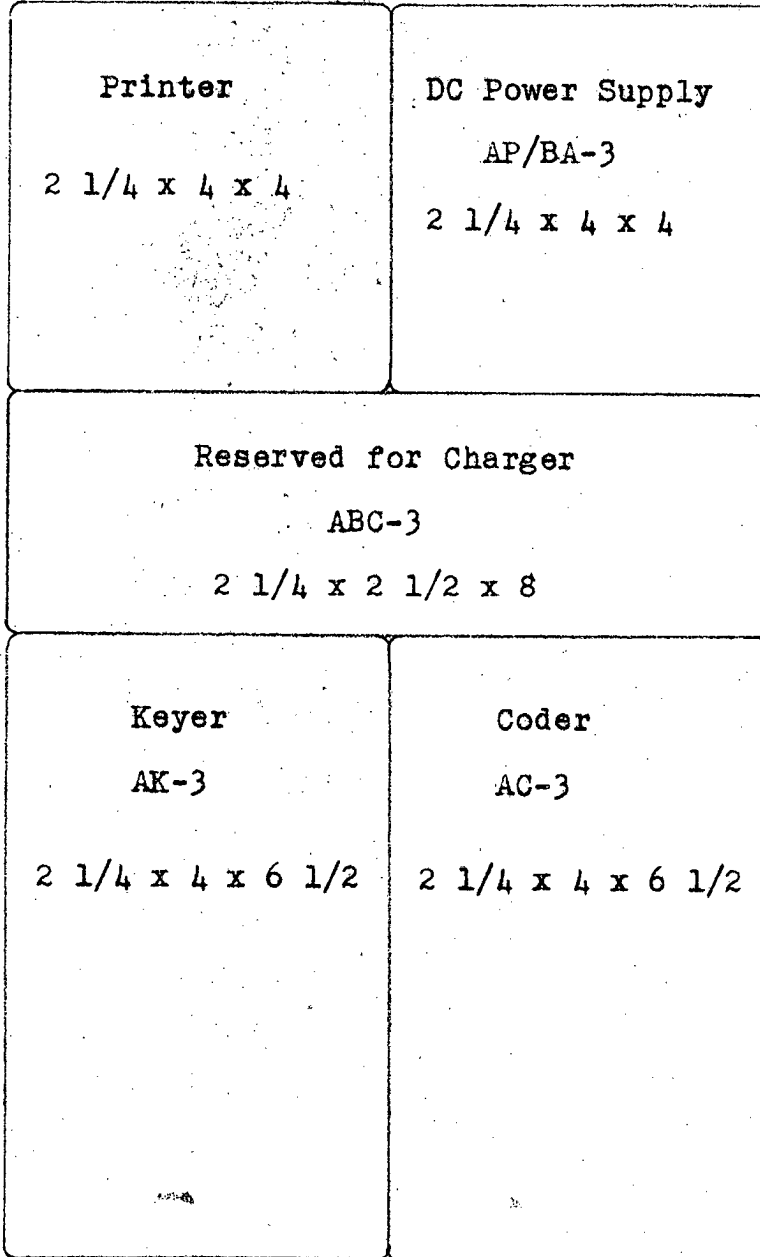 Printer
2 1/4 x 4 x 4
DC Power Supply
AP/BA-3
2 1/4 x 4 x 4
Reserved for Charger
ABC-3
2 1/4 x 2 1/2 x 8
Keyer
AK-3
2 1/4 x 4 x 6 1/2
Coder
AC-3
2 1/4 x 4 x 6 1/2